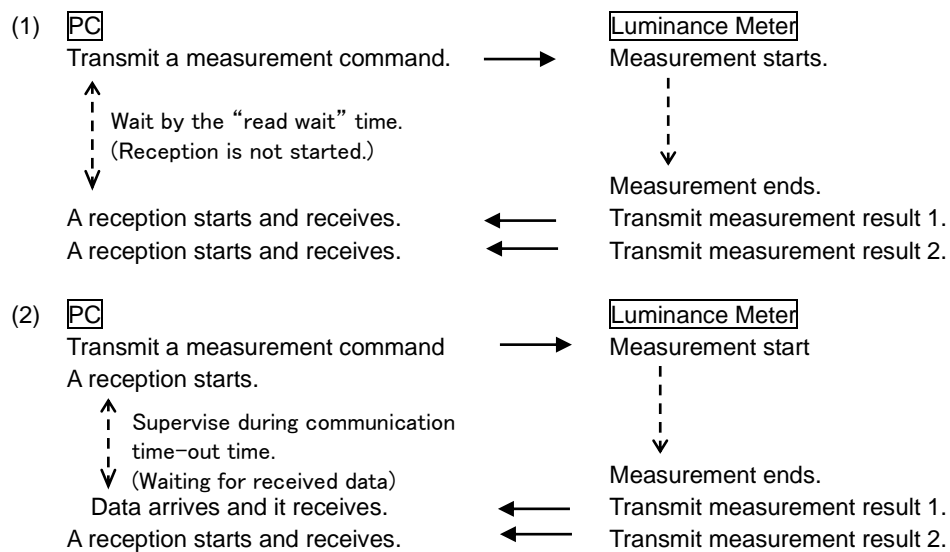 (1) PC Luminance Meter
Transmit a measurement command. Measurement starts.
Wait by the “read wait” time.
(Reception is not started.)
Measurement ends.
A reception starts and receives. Transmit measurement result 1.
A reception starts and receives. Transmit measurement result 2.
(2) PC Luminance Meter
Transmit a measurement command Measurement start
A reception starts.
Supervise during communication
time-out time.
(Waiting for received data) Measurement ends.
Data arrives and it receives. Transmit measurement result 1.
A reception starts and receives. Transmit measurement result 2.